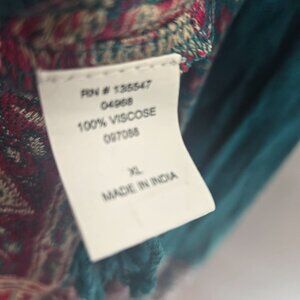 RN # 135547
04968
100% VISCOSE
097088
XL
MADE IN INDIA